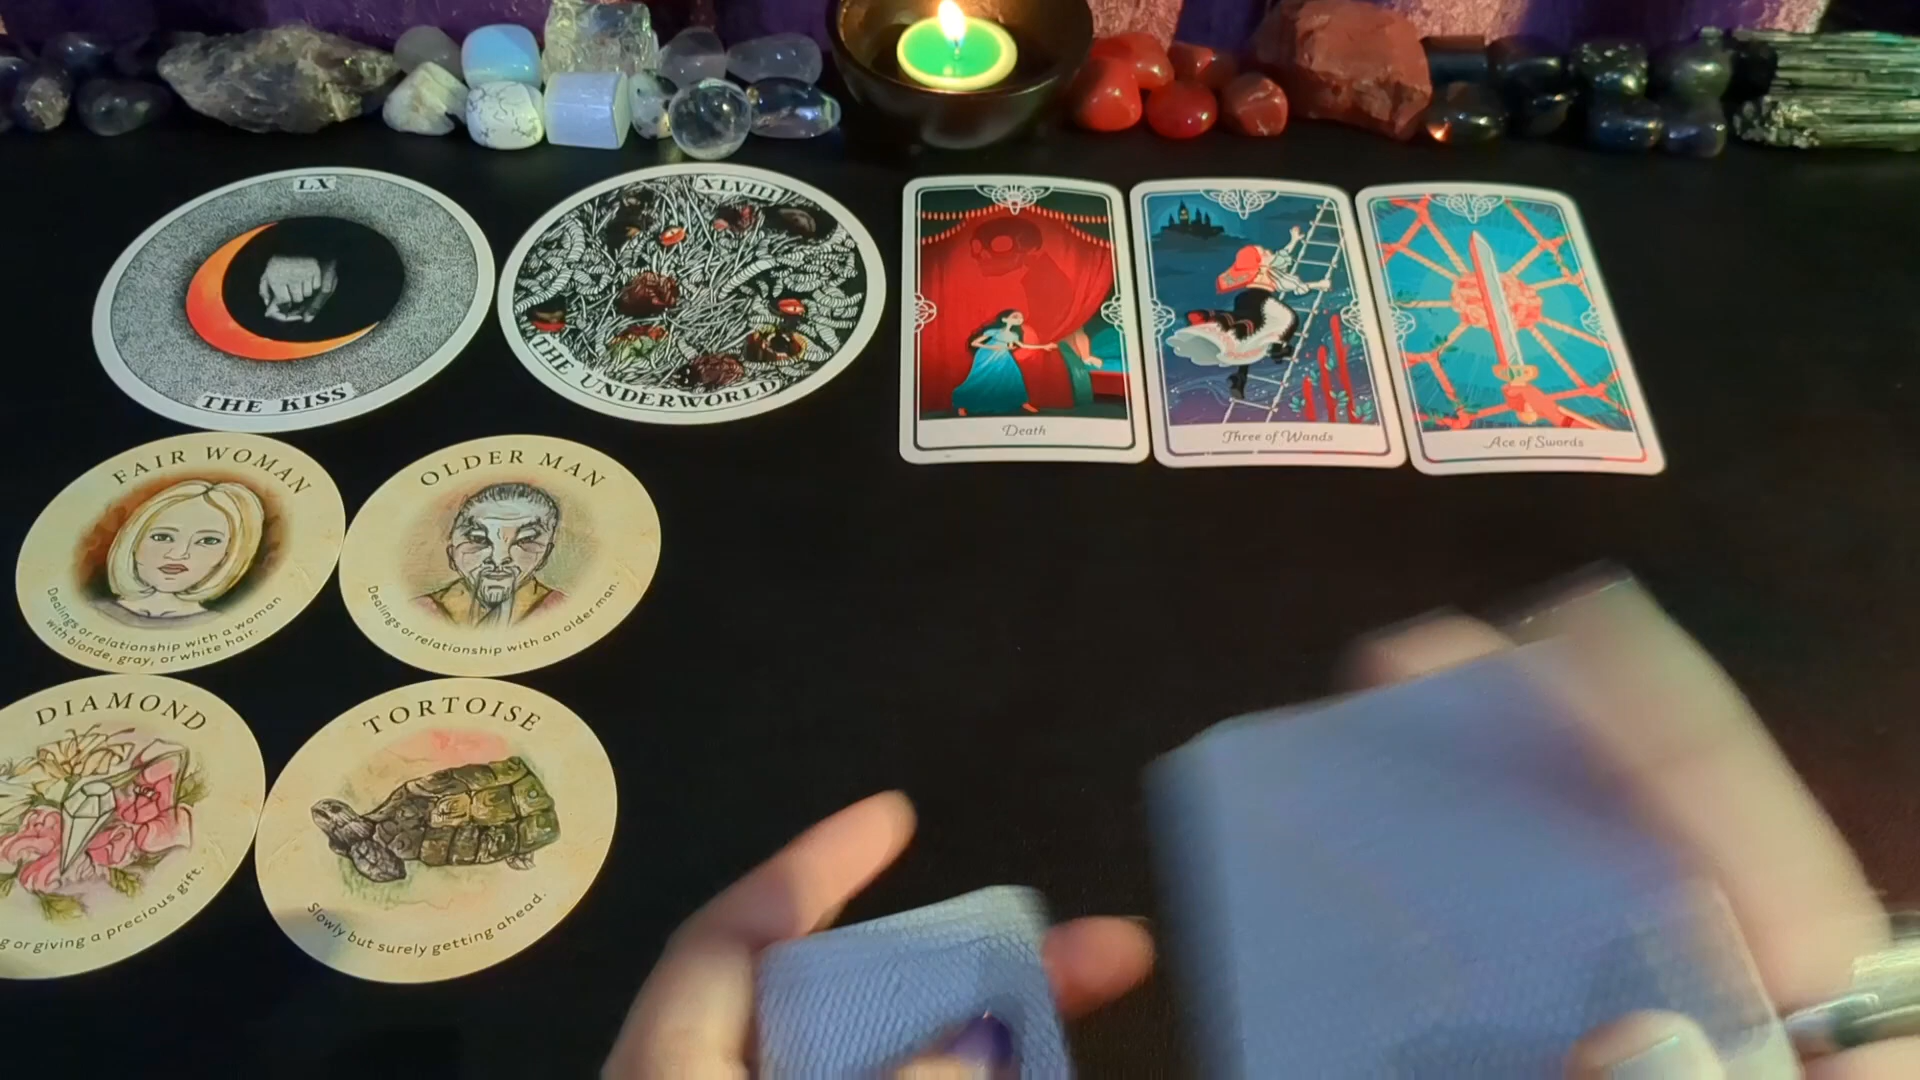 LX
THE KISS
XLVIII
THE UNDERWORLD
Death
Three of Wands
Ace of Swords
FAIR WOMAN
Dealings or relationship with a woman
with blonde, gray, or white hair.
OLDER MAN
Dealings or relationship with an older man.
DIAMOND
or giving a precious gift.
TORTOISE
Slowly but surely getting ahead.